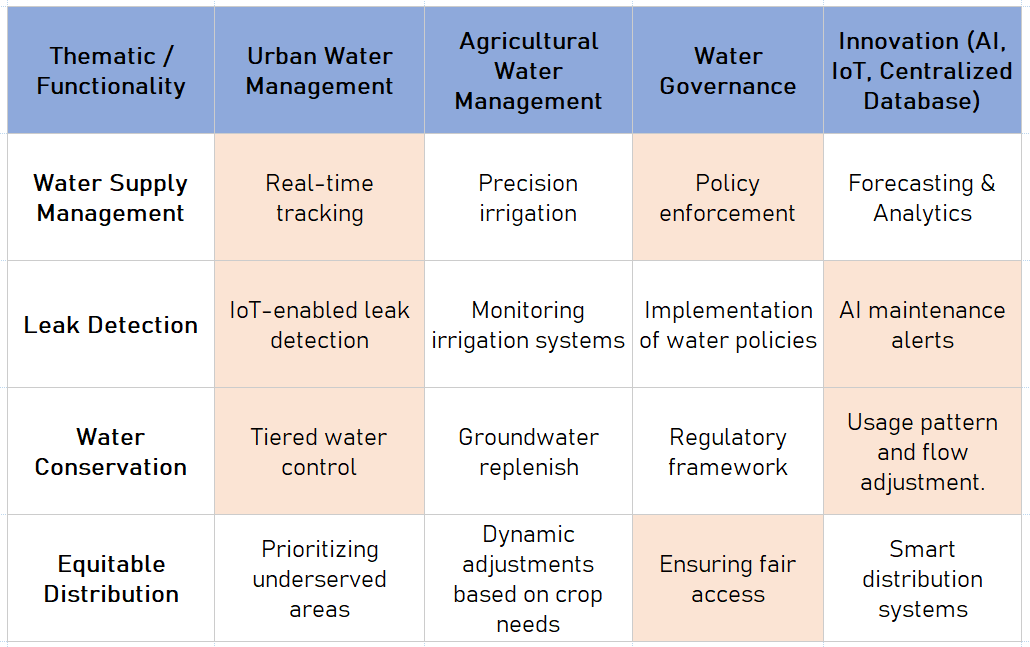 Thematic /
Functionality
Urban Water
Management
Agricultural
Water
Management
Water
Governance
Innovation (AI,
IoT, Centralized
Database)
Water Supply
Management
Real-time
tracking
Precision
irrigation
Policy
enforcement
Forecasting &
Analytics
Leak Detection
IoT-enabled leak
detection
Monitoring
irrigation systems
Implementation
of water policies
AI maintenance
alerts
Water
Conservation
Tiered water
control
Groundwater
replenish
Regulatory
framework
Usage pattern
and flow
adjustment.
Equitable
Distribution
Prioritizing
underserved
areas
Dynamic
adjustments
based on crop
needs
Ensuring fair
access
Smart
distribution
systems